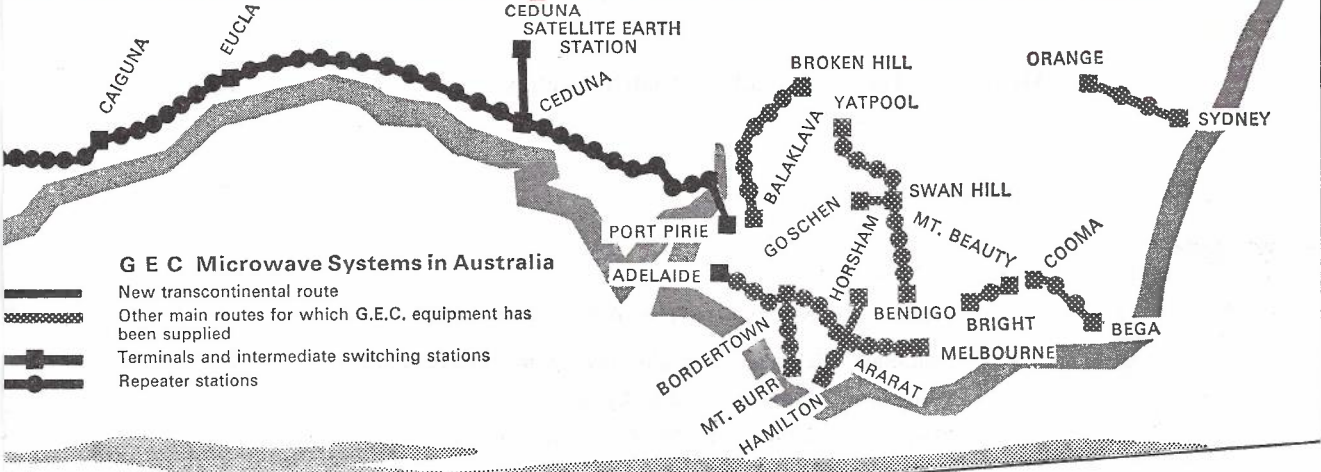 CEDUNA
SATELLITE EARTH
STATION
EUCLA
CAIGUNA
CEDUNA
BROKEN HILL
YATPOOL
ORANGE
SYDNEY
BALAKLAVA
SWAN HILL
GOSCHEN
PORT PIRIE
MT. BEAUTY
COOMA
HORSHAM
ADELAIDE
BENDIGO
BRIGHT
BEGA
MELBOURNE
BORDERTOWN
ARARAT
MT. BURR
HAMILTON
G E C Microwave Systems in Australia
New transcontinental route
Other main routes for which G.E.C. equipment has
been supplied
Terminals and intermediate switching stations
Repeater stations